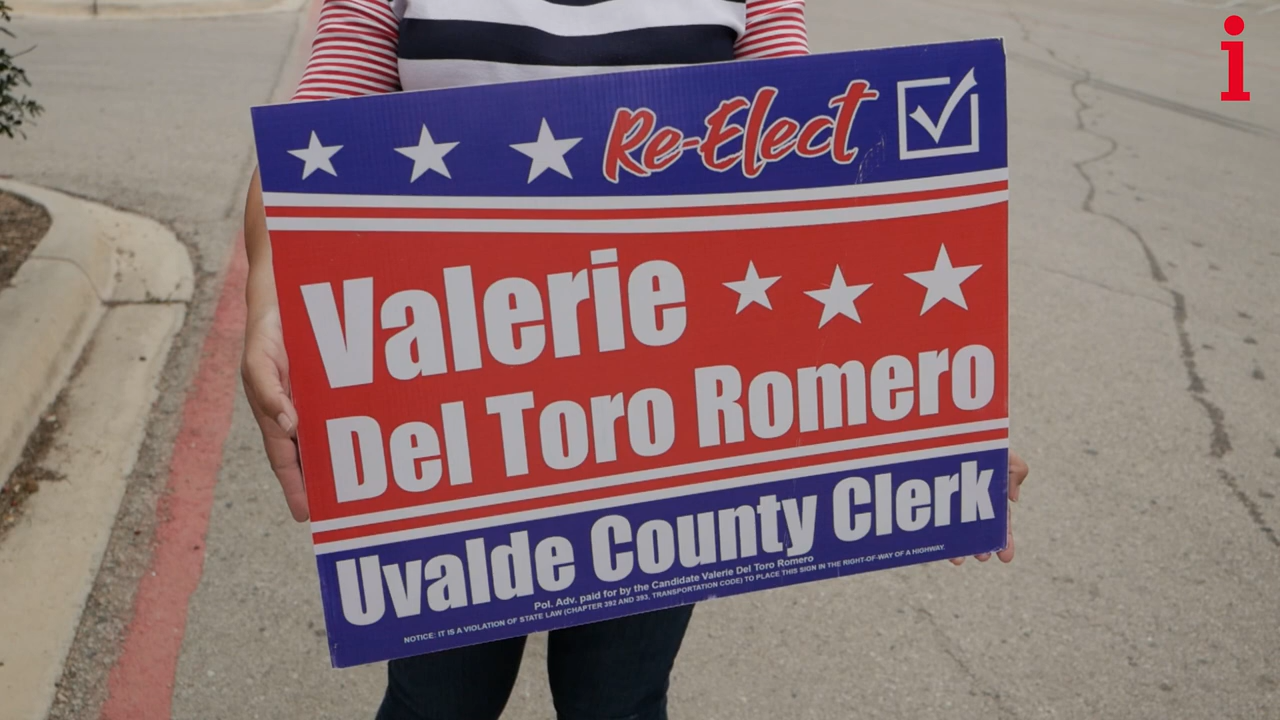 Re-Elect
Valerie
Del Toro Romero
Uvalde County Clerk
Pol. Adv. paid for by the Candidate Valerie Del Toro Romero
NOTICE: IT IS A VIOLATION OF STATE LAW (CHAPTER 392 AND 393, TRANSPORTATION CODE) TO PLACE THIS SIGN IN THE RIGHT-OF-WAY OF A HIGHWAY.
i